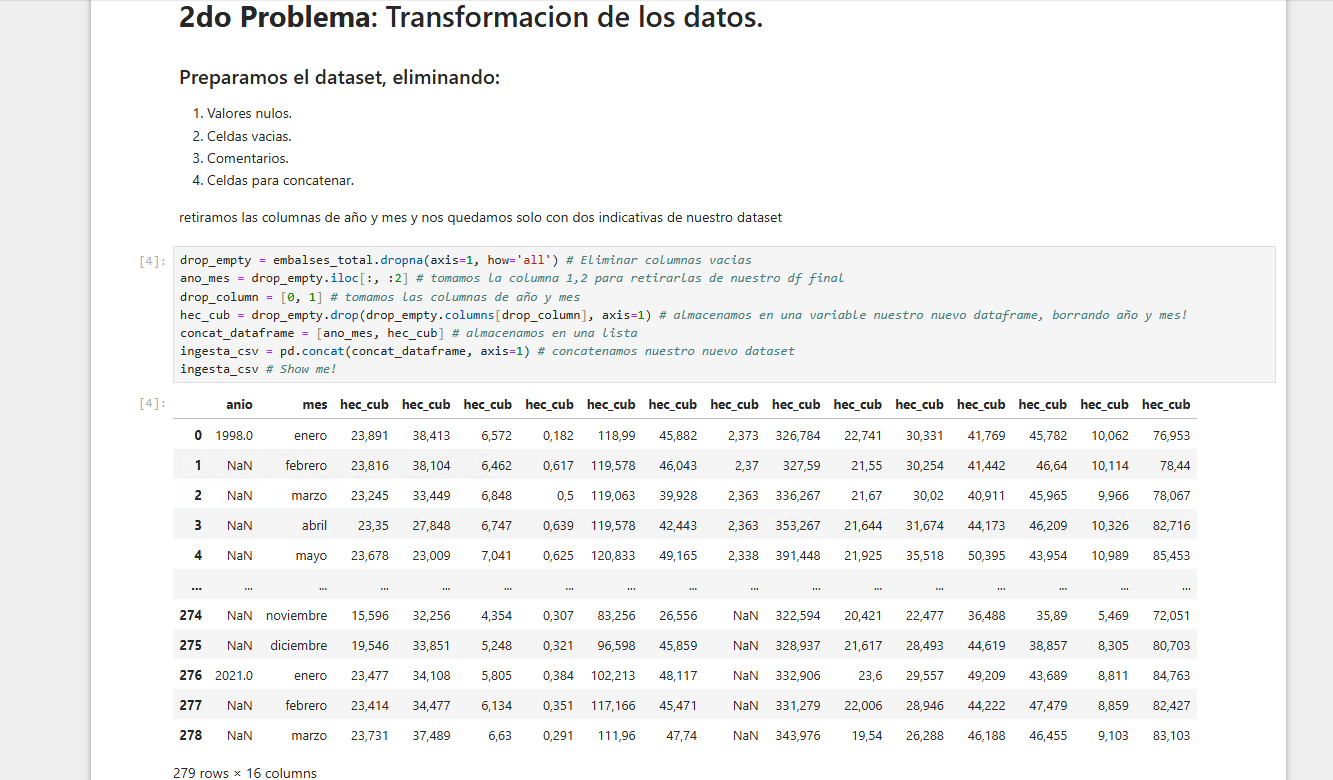 2do Problema: Transformacion de los datos.
Preparamos el dataset, eliminando:
1. Valores nulos.
2. Celdas vacias.
3. Comentarios.
4. Celdas para concatenar.
retiramos las columnas de año y mes y nos quedamos solo con dos indicativas de nuestro dataset
[4]: drop_empty = embalses_total.dropna(axis=1, how='all') # Eliminar columnas vacias
ano_mes = drop_empty.iloc[:, :2] # tomamos la columna 1,2 para retirarlas de nuestro df final
drop_column = [0, 1] # tomamos las columnas de año y mes
hec_cub = drop_empty.drop(drop_empty.columns[drop_column], axis=1) # almacenamos en una variable nuestro nuevo dataframe, borrando año y mes!
concat_dataframe = [ano_mes, hec_cub] # almacenamos en una lista
ingesta_csv = pd.concat(concat_dataframe, axis=1) # concatenamos nuestro nuevo dataset
ingesta_csv # Show me!
[4]: anio mes hec_cub hec_cub hec_cub hec_cub hec_cub hec_cub hec_cub hec_cub hec_cub hec_cub hec_cub hec_cub hec_cub hec_cub
0 1998.0 enero 23,891 38,413 6,572 0,182 118,99 45,882 2,373 326,784 22,741 30,331 41,769 45,782 10,062 76,953
1 NaN febrero 23,816 38,104 6,462 0,617 119,578 46,043 2,37 327,59 21,55 30,254 41,442 46,64 10,114 78,44
2 NaN marzo 23,245 33,449 6,848 0,5 119,063 39,928 2,363 336,267 21,67 30,02 40,911 45,965 9,966 78,067
3 NaN abril 23,35 27,848 6,747 0,639 119,578 42,443 2,363 353,267 21,644 31,674 44,173 46,209 10,326 82,716
4 NaN mayo 23,678 23,009 7,041 0,625 120,833 49,165 2,338 391,448 21,925 35,518 50,395 43,954 10,989 85,453
... ... ... ... ... ... ... ... ... ... ... ... ... ... ... ... ...
274 NaN noviembre 15,596 32,256 4,354 0,307 83,256 26,556 NaN 322,594 20,421 22,477 36,488 35,89 5,469 72,051
275 NaN diciembre 19,546 33,851 5,248 0,321 96,598 45,859 NaN 328,937 21,617 28,493 44,619 38,857 8,305 80,703
276 2021.0 enero 23,477 34,108 5,805 0,384 102,213 48,117 NaN 332,906 23,6 29,557 49,209 43,689 8,811 84,763
277 NaN febrero 23,414 34,477 6,134 0,351 117,166 45,471 NaN 331,279 22,006 28,946 44,222 47,479 8,859 82,427
278 NaN marzo 23,731 37,489 6,63 0,291 111,96 47,74 NaN 343,976 19,54 26,288 46,188 46,455 9,103 83,103
279 rows × 16 columns